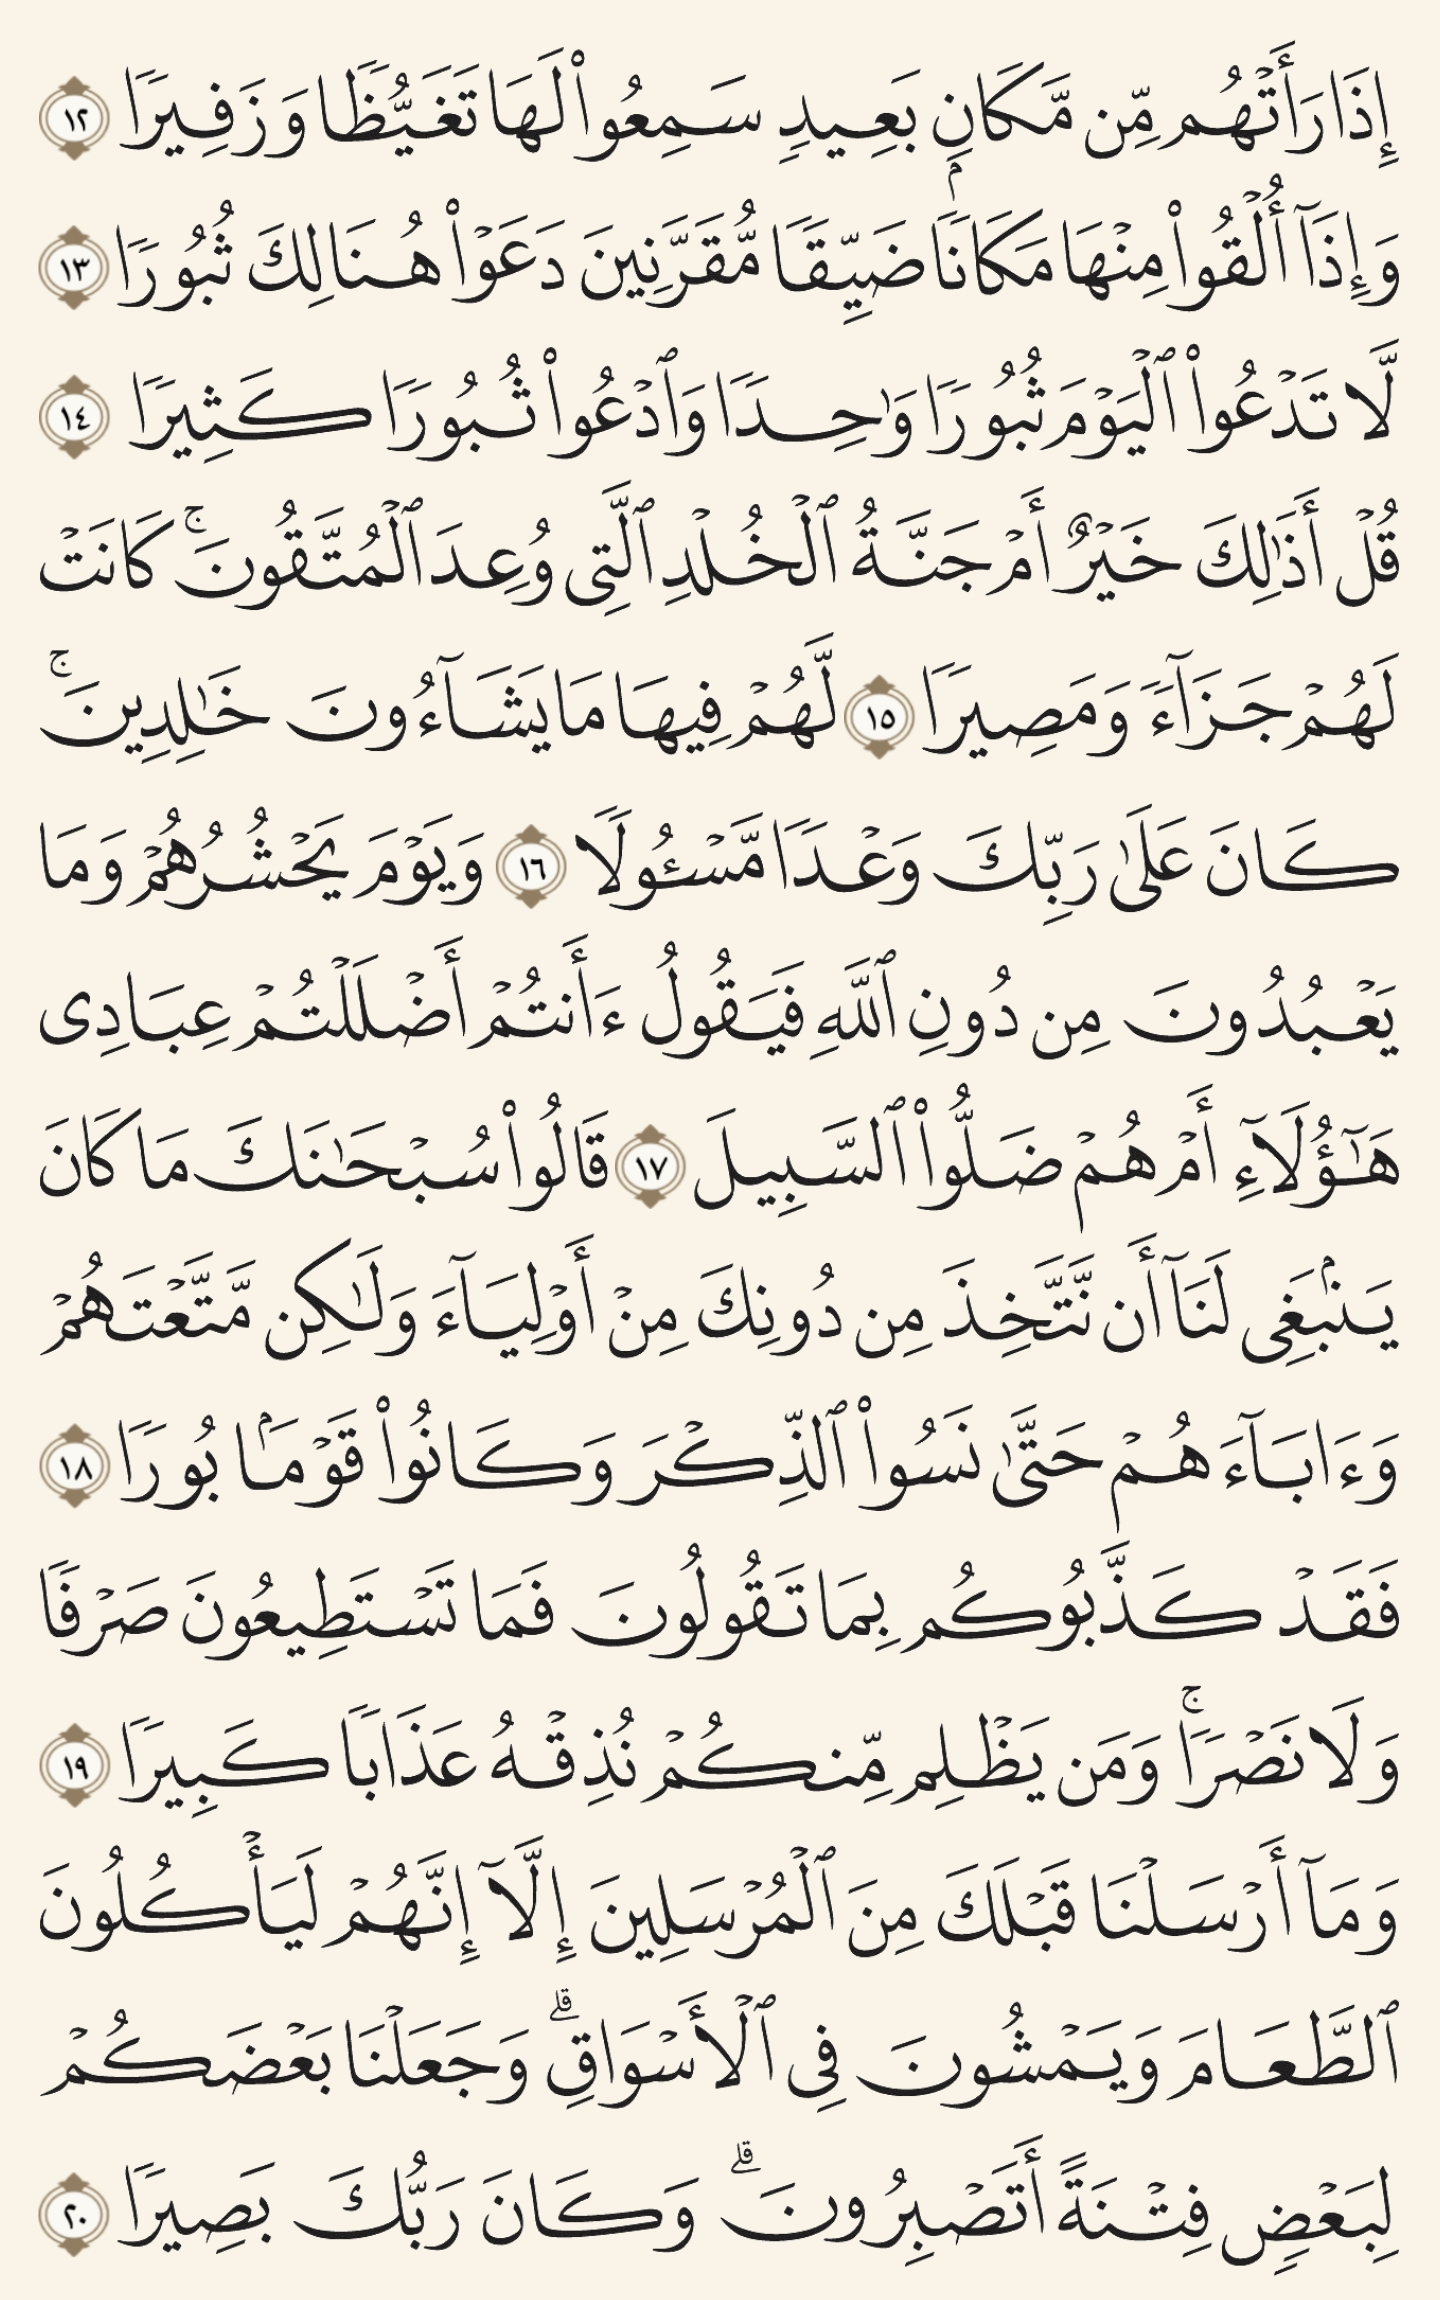 إِذَا رَأَتۡهُم مِّن مَّكَانِۭ بَعِيدٖ سَمِعُواْ لَهَا تَغَيُّظٗا وَزَفِيرٗا ١٢
وَإِذَآ أُلۡقُواْ مِنۡهَا مَكَانٗا ضَيِّقٗا مُّقَرَّنِينَ دَعَوۡاْ هُنَالِكَ ثُبُورٗا ١٣
لَّا تَدۡعُواْ ٱلۡيَوۡمَ ثُبُورٗا وَٰحِدٗا وَٱدۡعُواْ ثُبُورٗا كَثِيرٗا ١٤
قُلۡ أَذَٰلِكَ خَيۡرٌ أَمۡ جَنَّةُ ٱلۡخُلۡدِ ٱلَّتِي وُعِدَ ٱلۡمُتَّقُونَۚ كَانَتۡ
لَهُمۡ جَزَآءٗ وَمَصِيرٗا ١٥ لَّهُمۡ فِيهَا مَا يَشَآءُونَ خَٰلِدِينَۚ
كَانَ عَلَىٰ رَبِّكَ وَعۡدٗا مَّسۡـُٔولٗا ١٦ وَيَوۡمَ يَحۡشُرُهُمۡ وَمَا
يَعۡبُدُونَ مِن دُونِ ٱللَّهِ فَيَقُولُ ءَأَنتُمۡ أَضۡلَلۡتُمۡ عِبَادِي
هَٰٓؤُلَآءِ أَمۡ هُمۡ ضَلُّواْ ٱلسَّبِيلَ ١٧ قَالُواْ سُبۡحَٰنَكَ مَا كَانَ
يَنۢبَغِي لَنَآ أَن نَّتَّخِذَ مِن دُونِكَ مِنۡ أَوۡلِيَآءَ وَلَٰكِن مَّتَّعۡتَهُمۡ
وَءَابَآءَهُمۡ حَتَّىٰ نَسُواْ ٱلذِّكۡرَ وَكَانُواْ قَوۡمَۢا بُورٗا ١٨
فَقَدۡ كَذَّبُوكُم بِمَا تَقُولُونَ فَمَا تَسۡتَطِيعُونَ صَرۡفٗا
وَلَا نَصۡرٗاۚ وَمَن يَظۡلِم مِّنكُمۡ نُذِقۡهُ عَذَابٗا كَبِيرٗا ١٩
وَمَآ أَرۡسَلۡنَا قَبۡلَكَ مِنَ ٱلۡمُرۡسَلِينَ إِلَّآ إِنَّهُمۡ لَيَأۡكُلُونَ
ٱلطَّعَامَ وَيَمۡشُونَ فِي ٱلۡأَسۡوَاقِۗ وَجَعَلۡنَا بَعۡضَكُمۡ
لِبَعۡضٖ فِتۡنَةً أَتَصۡبِرُونَۗ وَكَانَ رَبُّكَ بَصِيرٗا ٢٠